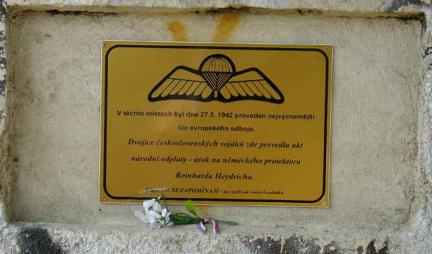 V těchto místech byl dne 27.5. 1942 proveden nejvýznamnější
čin evropského odboje.
Dvojice československých vojáků zde provedla akt
národní odplaty - útok na německého protektora
Reinharda Heydricha.
NEZAPOMÍNAJÍ -